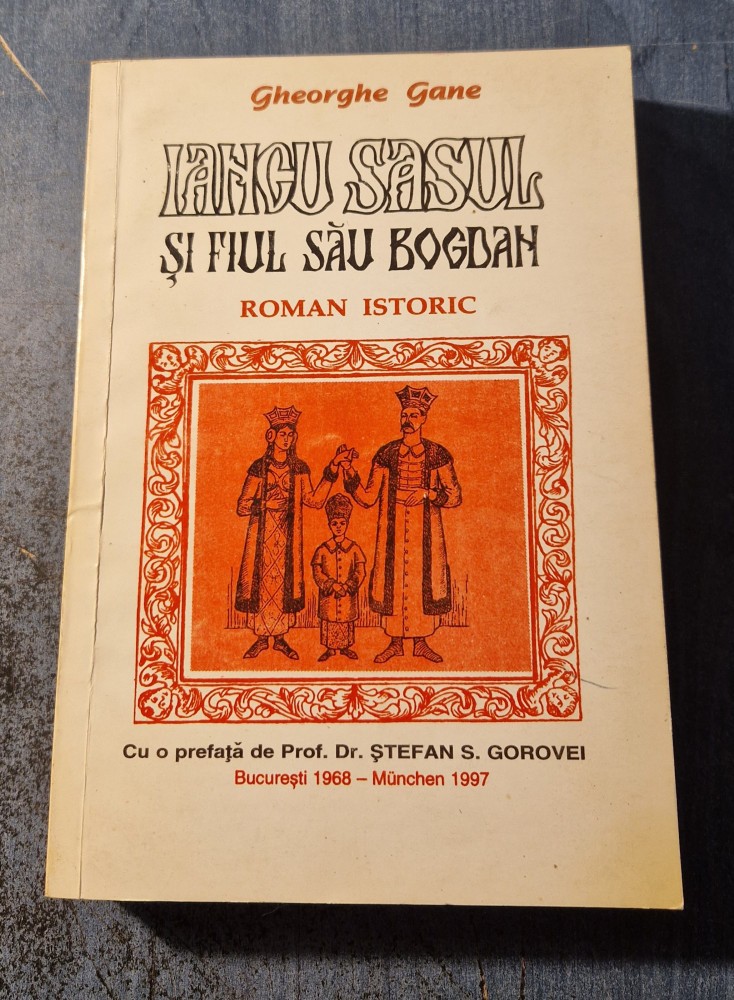 Gheorghe Gane
IANCU SASUL
ȘI FIUL SĂU BOGDAN
ROMAN ISTORIC
Cu o prefaţă de Prof. Dr. ŞTEFAN S. GOROVEI
Bucureşti 1968 – München 1997